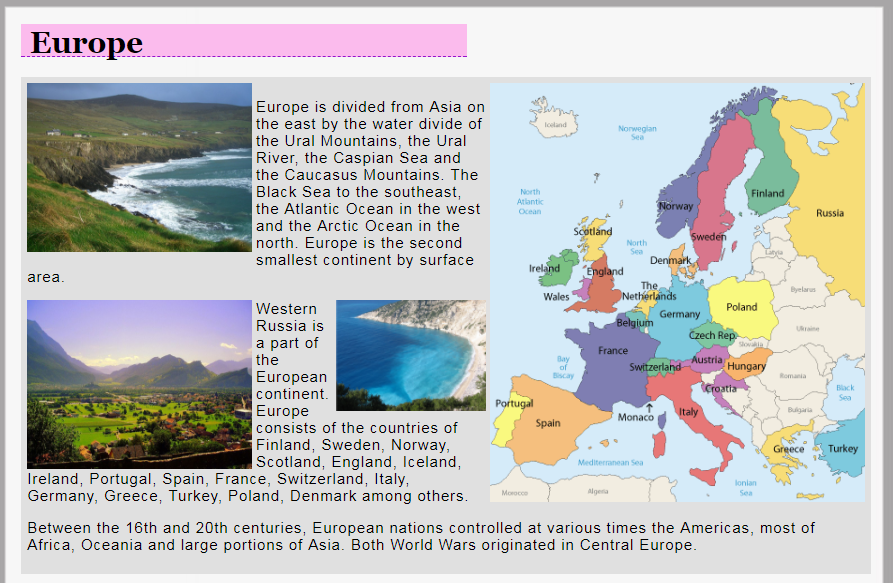 Europe
Europe is divided from Asia on
the east by the water divide of
the Ural Mountains, the Ural
River, the Caspian Sea and
the Caucasus Mountains. The
Black Sea to the southeast,
the Atlantic Ocean in the west
and the Arctic Ocean in the
north. Europe is the second
smallest continent by surface
area.
Western
Russia is
a part of
the
European
continent.
Europe
consists of the countries of
Finland, Sweden, Norway,
Scotland, England, Iceland,
Ireland, Portugal, Spain, France, Switzerland, Italy,
Germany, Greece, Turkey, Poland, Denmark among others.
Iceland
Norwegian
Sea
North
Atlantic
Ocean
Finland
Norway
Russia
Sweden
Scotland
North
Sea
Latvia
Denmark
Ireland
England
The
Netherlands
Wales
Byelarus
Poland
Germany
Belgium
Ukraine
Czech Rep.
Slovakia
France
Austria
Bay
of
Biscay
Switzerland
Hungary
Romania
Croatia
Black
Sea
Portugal
Monaco
Italy
Bulgaria
Spain
Greece
Turkey
Mediterranean Sea
Ionian
Sea
Morocco
Algeria
Between the 16th and 20th centuries, European nations controlled at various times the Americas, most of
Africa, Oceania and large portions of Asia. Both World Wars originated in Central Europe.